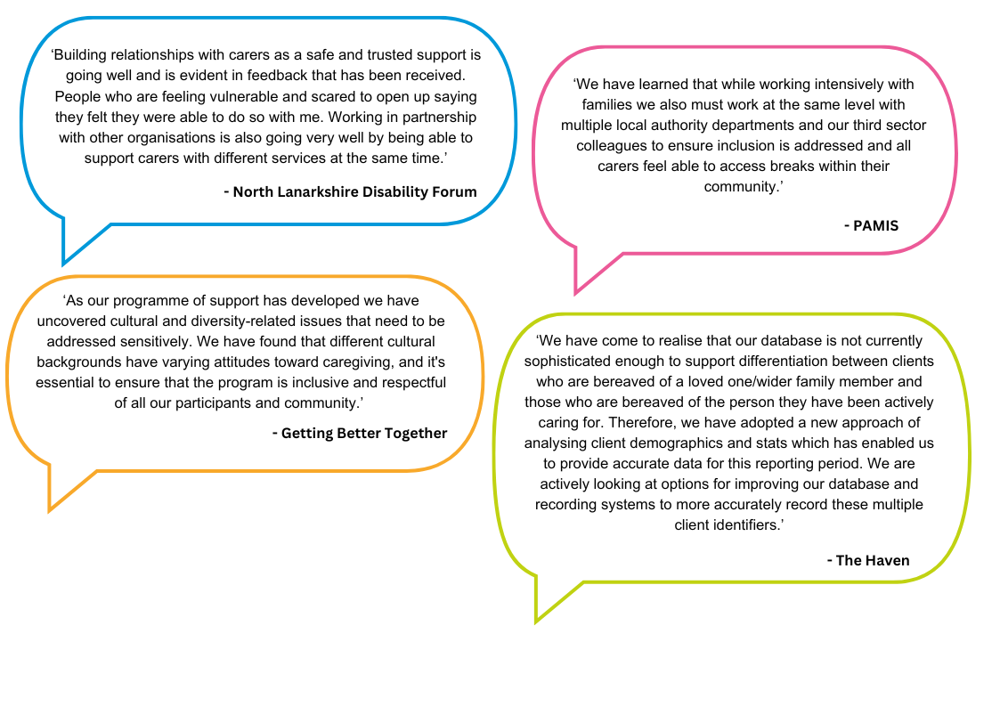 ‘Building relationships with carers as a safe and trusted support is
going well and is evident in feedback that has been received.
People who are feeling vulnerable and scared to open up saying
they felt they were able to do so with me. Working in partnership
with other organisations is also going very well by being able to
support carers with different services at the same time.’
- North Lanarkshire Disability Forum
‘We have learned that while working intensively with
families we also must work at the same level with
multiple local authority departments and our third sector
colleagues to ensure inclusion is addressed and all
carers feel able to access breaks within their
community.’
- PAMIS
‘As our programme of support has developed we have
uncovered cultural and diversity-related issues that need to be
addressed sensitively. We have found that different cultural
backgrounds have varying attitudes toward caregiving, and it's
essential to ensure that the program is inclusive and respectful
of all our participants and community.’
- Getting Better Together
‘We have come to realise that our database is not currently
sophisticated enough to support differentiation between clients
who are bereaved of a loved one/wider family member and
those who are bereaved of the person they have been actively
caring for. Therefore, we have adopted a new approach of
analysing client demographics and stats which has enabled us
to provide accurate data for this reporting period. We are
actively looking at options for improving our database and
recording systems to more accurately record these multiple
client identifiers.’
- The Haven